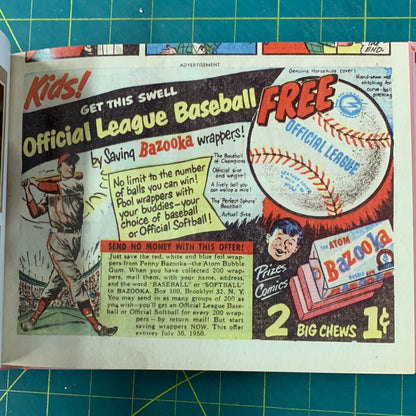 THE
END.
ADVERTISEMENT
Kids!
GET THIS SWELL
Official League Baseball
by Saving Bazooka wrappers!
FREE
Genuine Horsehide cover!
Hand-sewn red
stitching for
curve-ball
pitching
OFFICIAL LEAGUE
No limit to the number
of balls you can win!
Pool wrappers with
your buddies—your
choice of baseball
or Official Softball!
The Baseball
of Champions
Official size and
weight!
A lively ball you
can wallop a mile!
The "Perfect Sphere"
Baseball
Actual Size
SEND NO MONEY WITH THIS OFFER!
Just save the red, white and blue foil wrap-
pers from Penny Bazooka—the Atom Bubble
Gum. When you have collected 200 wrap-
pers, mail them, with your name, address,
and the word "BASEBALL" or "SOFTBALL"
to BAZOOKA, Box 100, Brooklyn 32, N. Y.
You may send in as many groups of 200 as
you wish—you'll get an Official League Base-
ball or Official Softball for every 200 wrap-
pers — by return mail! But start
saving wrappers NOW. This offer
expires July 30, 1950.
Prizes
Comics
THE ATOM
Bazooka
BUBBLE GUM
2 BIG CHEWS 1¢